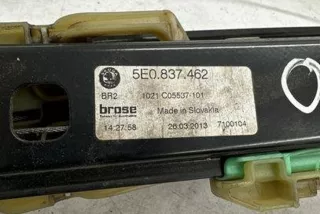 5E0.837.462
BR2 1021 C05537-101
brose Made in Slovakia
14:27:58 26.03.2013 7100104